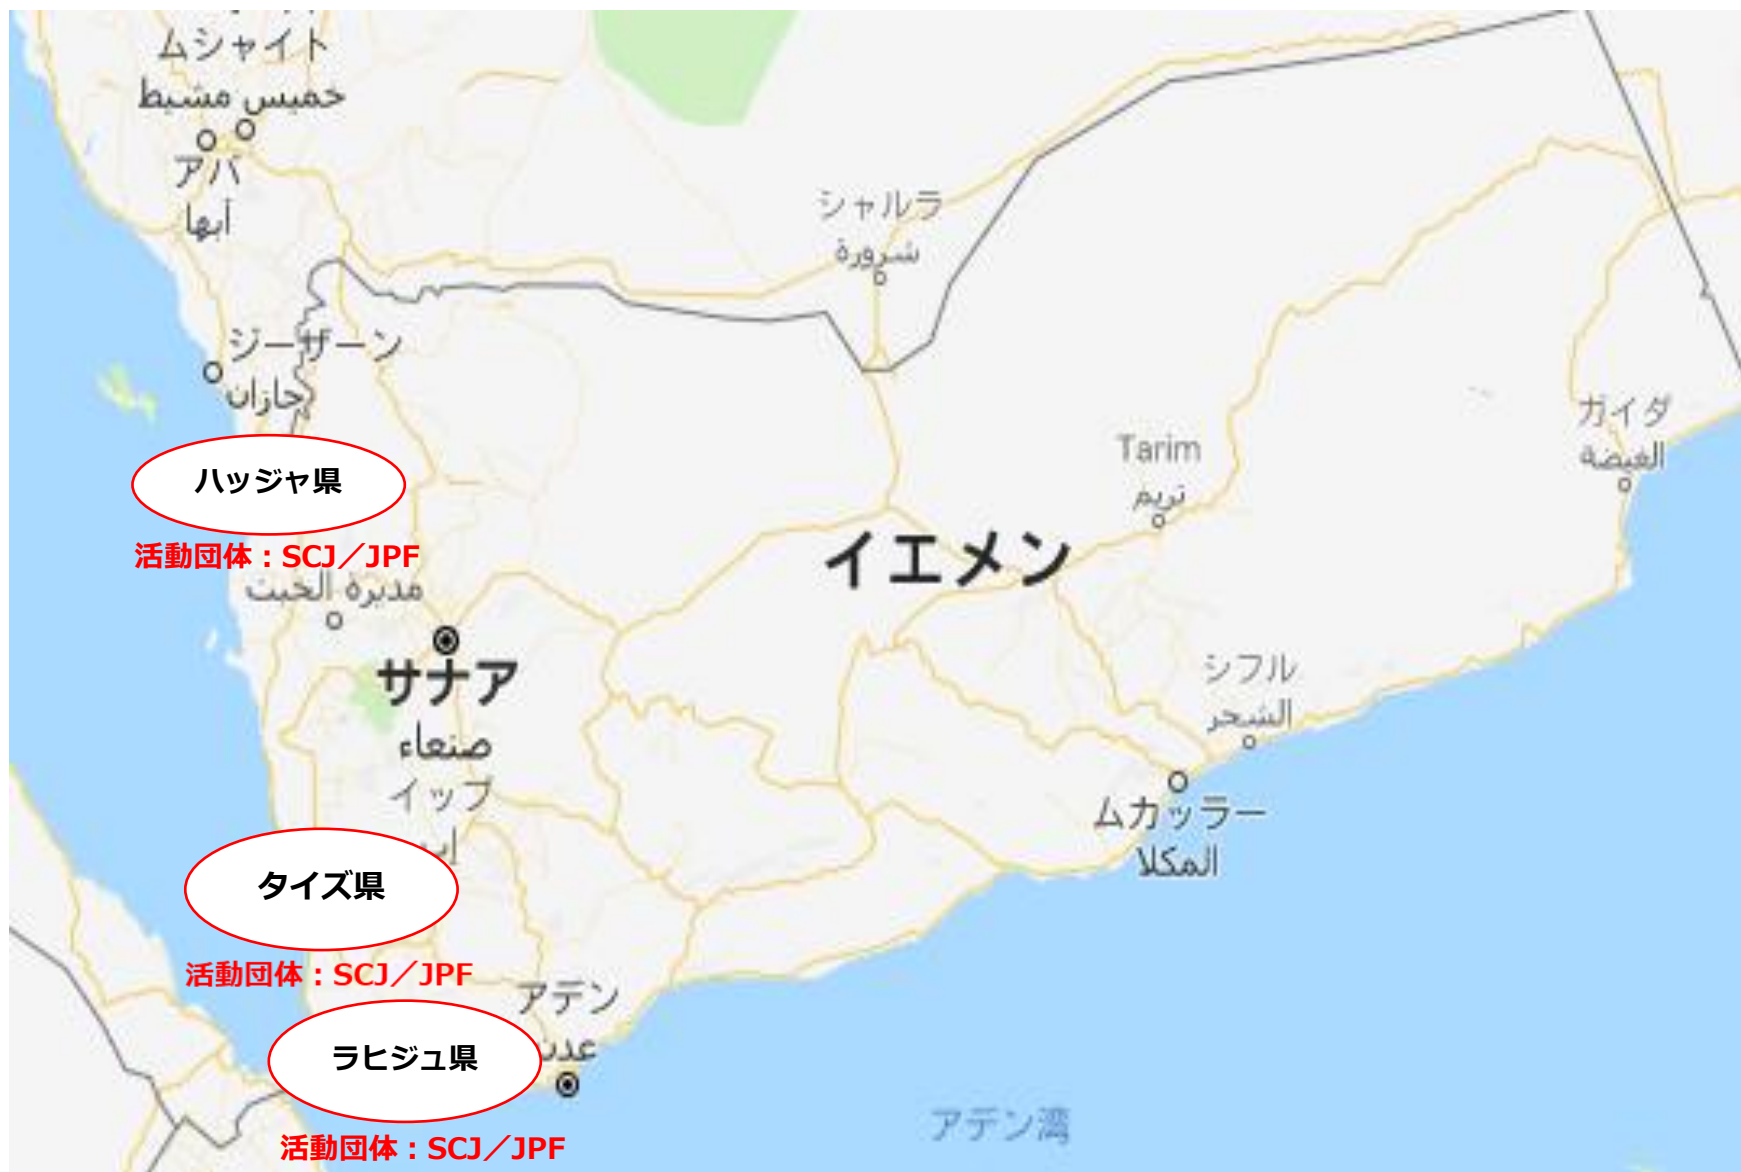 ムシャイト
خميس مشيط
アバ
أبها
シャルラ
شرورة
ジーザーン
جازان
ガイダ
الغيضة
Tarim
تريم
ハッジャ県
活動団体：SCJ／JPF
イエメン
مديرة الخبت
サナア
صنعاء
シフル
الشحر
イッブ
إب
ムカッラー
المكلا
タイズ県
活動団体：SCJ／JPF
アデン
عدن
ラヒジュ県
アデン湾
活動団体：SCJ／JPF